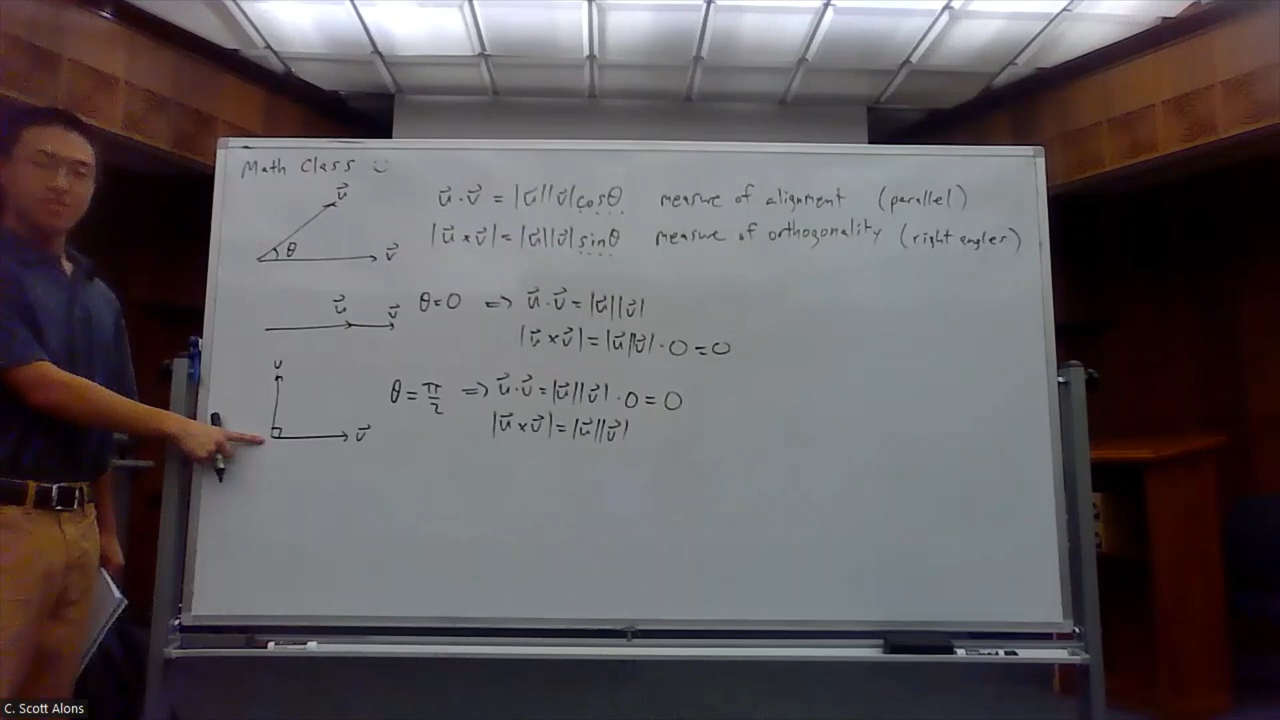 Math Class ;)
u⃗
θ
v⃗
u⃗ · v⃗ = |u⃗||v⃗|cosθ measure of alignment (parallel)
|u⃗ × v⃗| = |u⃗||v⃗|sinθ measure of orthogonality (right angles)
u⃗ v⃗ θ=0 => u⃗ · v⃗ = |u⃗||v⃗|
|u⃗ × v⃗| = |u⃗||v⃗| · 0 = 0
u
v⃗
θ = π/2 => u⃗ · v⃗ = |u⃗||v⃗| · 0 = 0
|u⃗ × v⃗| = |u⃗||v⃗|
C. Scott Alons